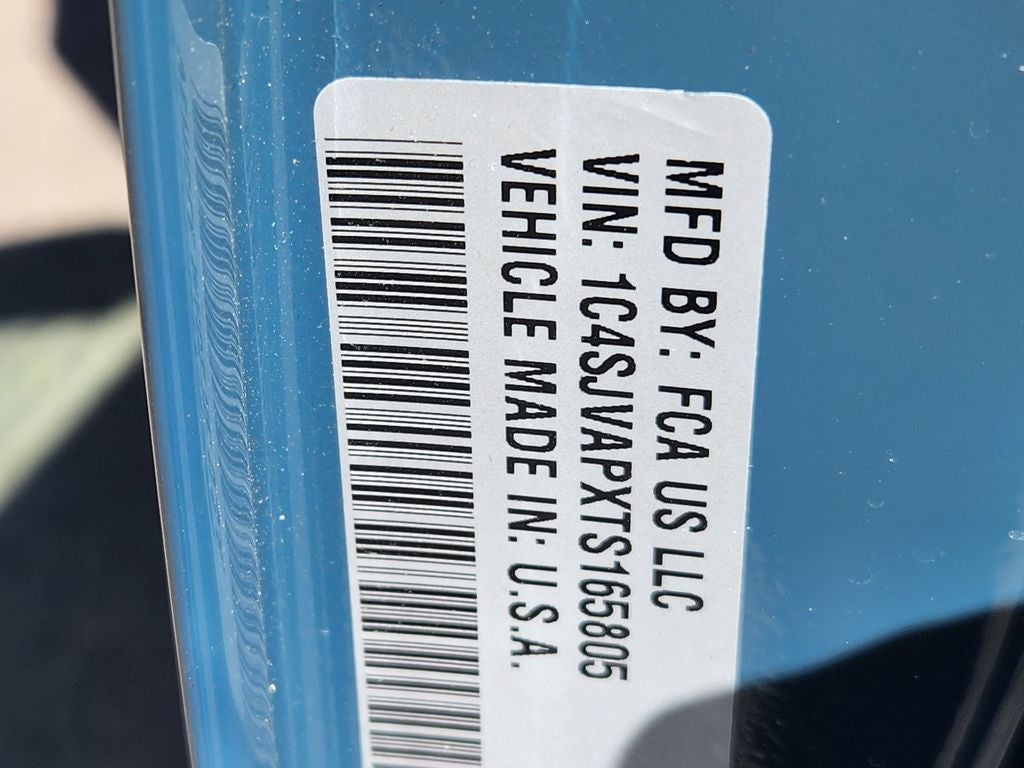 MFD BY: FCA US LLC
VIN: 1C4SJVAPXTS165805
VEHICLE MADE IN: U.S.A.